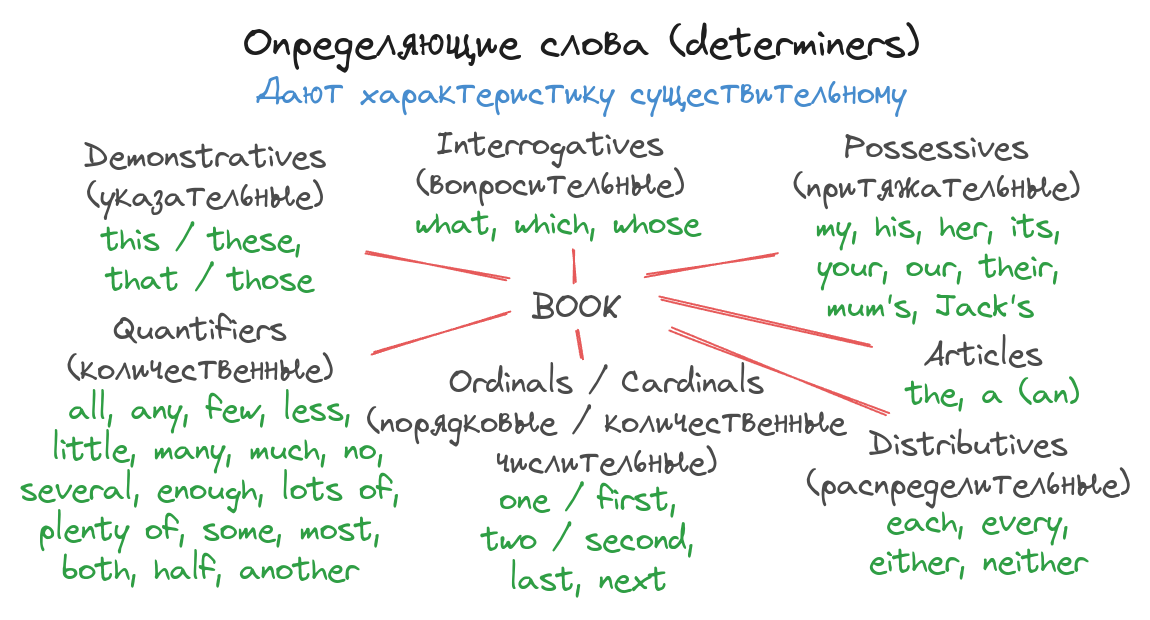 Определяющие слова (determiners)
Дают характеристику существительному
Demonstratives
(указательные)
this / these,
that / those
Interrogatives
(вопросительные)
what, which, whose
Possessives
(притяжательные)
my, his, her, its,
your, our, their,
mum's, Jack's
BOOK
Quantifiers
(количественные)
all, any, few, less,
little, many, much, no,
several, enough, lots of,
plenty of, some, most,
both, half, another
Ordinals / Cardinals
(порядковые / количественные
числительные)
one / first,
two / second,
last, next
Articles
the, a (an)
Distributives
(распределительные)
each, every,
either, neither